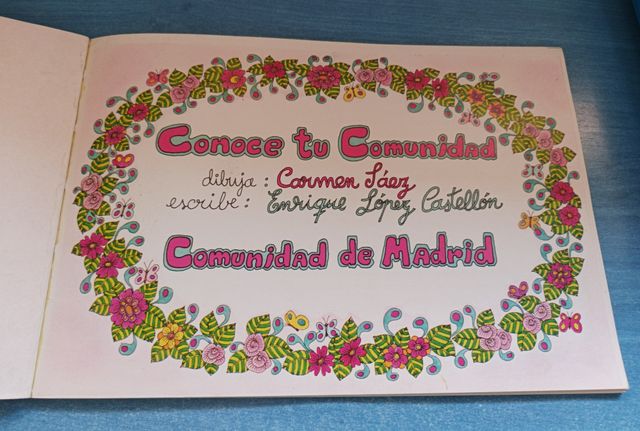 Conoce tu Comunidad
dibuja: Carmen Sáez
escribe: Enrique López Castellón
Comunidad de Madrid